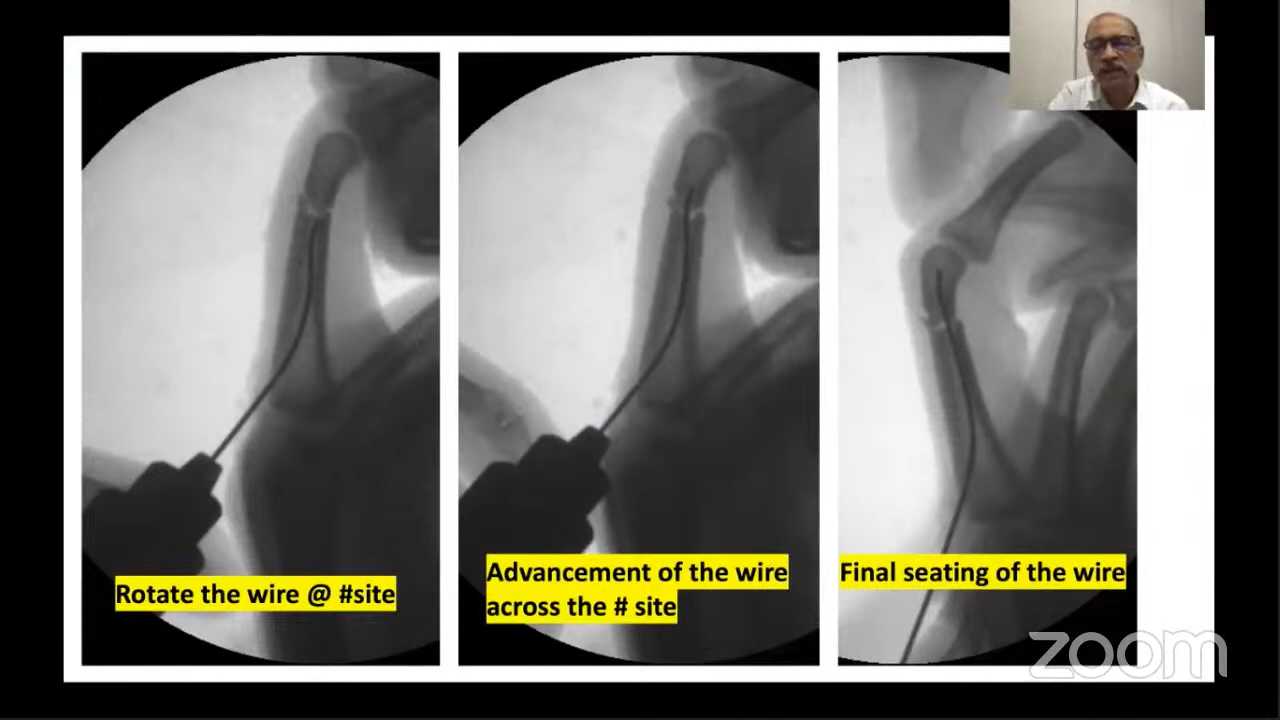 Rotate the wire @ #site
Advancement of the wire
across the # site
Final seating of the wire
zoom